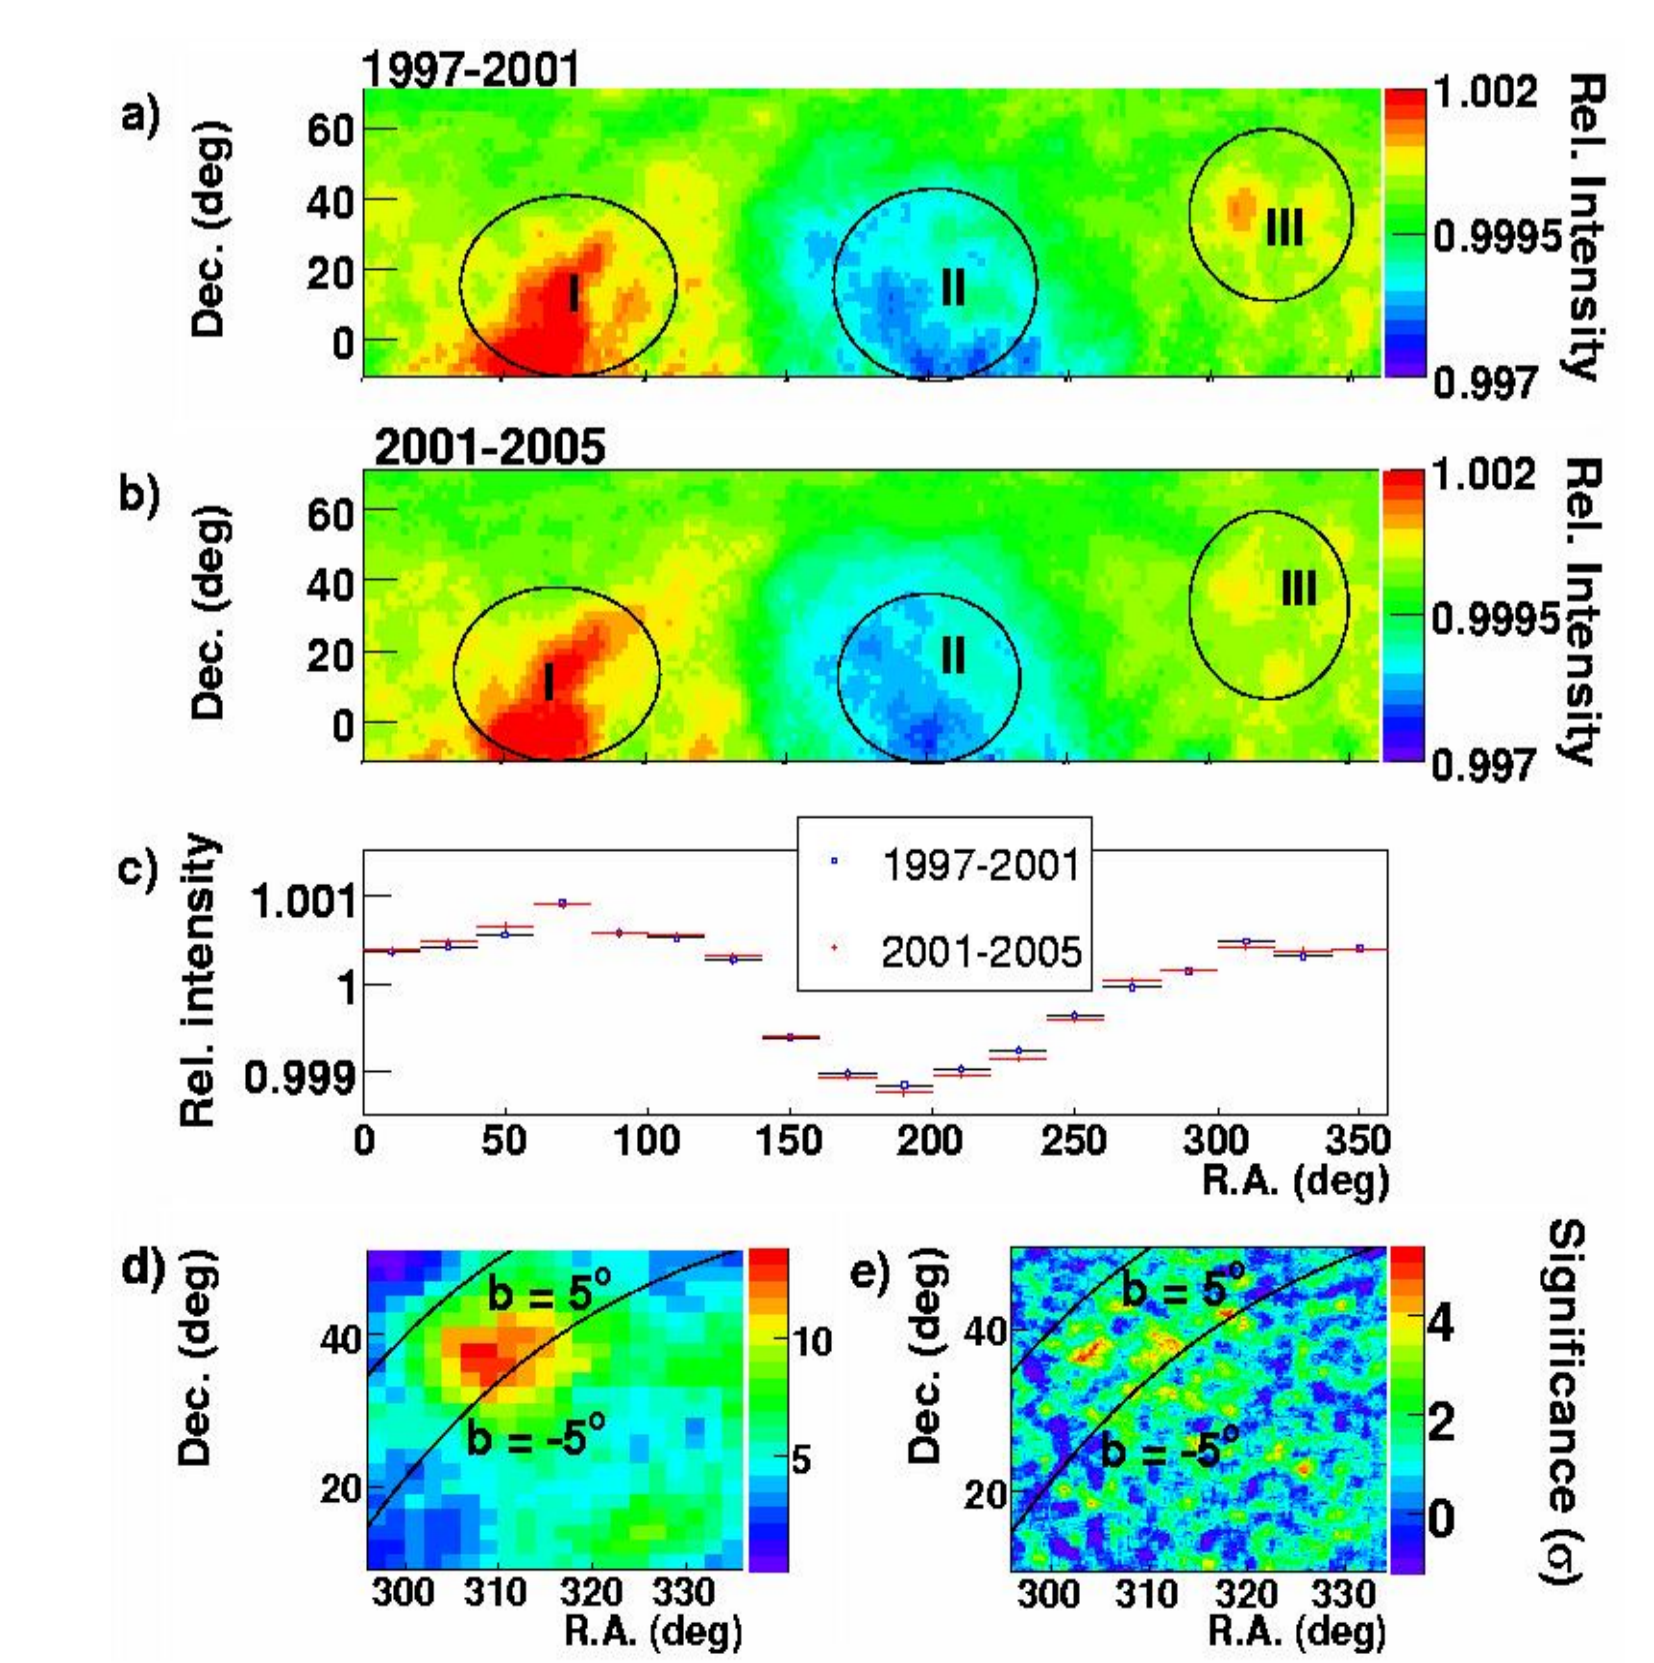 1997-2001
a)
Dec. (deg)
60
40
20
0
I
II
III
1.002
0.9995
0.997
Rel. Intensity
2001-2005
b)
Dec. (deg)
60
40
20
0
I
II
III
1.002
0.9995
0.997
Rel. Intensity
c)
Rel. intensity
1.001
1
0.999
1997-2001
2001-2005
0 50 100 150 200 250 300 350
R.A. (deg)
d)
Dec. (deg)
40
20
b = 5°
b = -5°
10
5
300 310 320 330
R.A. (deg)
e)
Dec. (deg)
40
20
b = 5°
b = -5°
4
2
0
Significance (σ)
300 310 320 330
R.A. (deg)